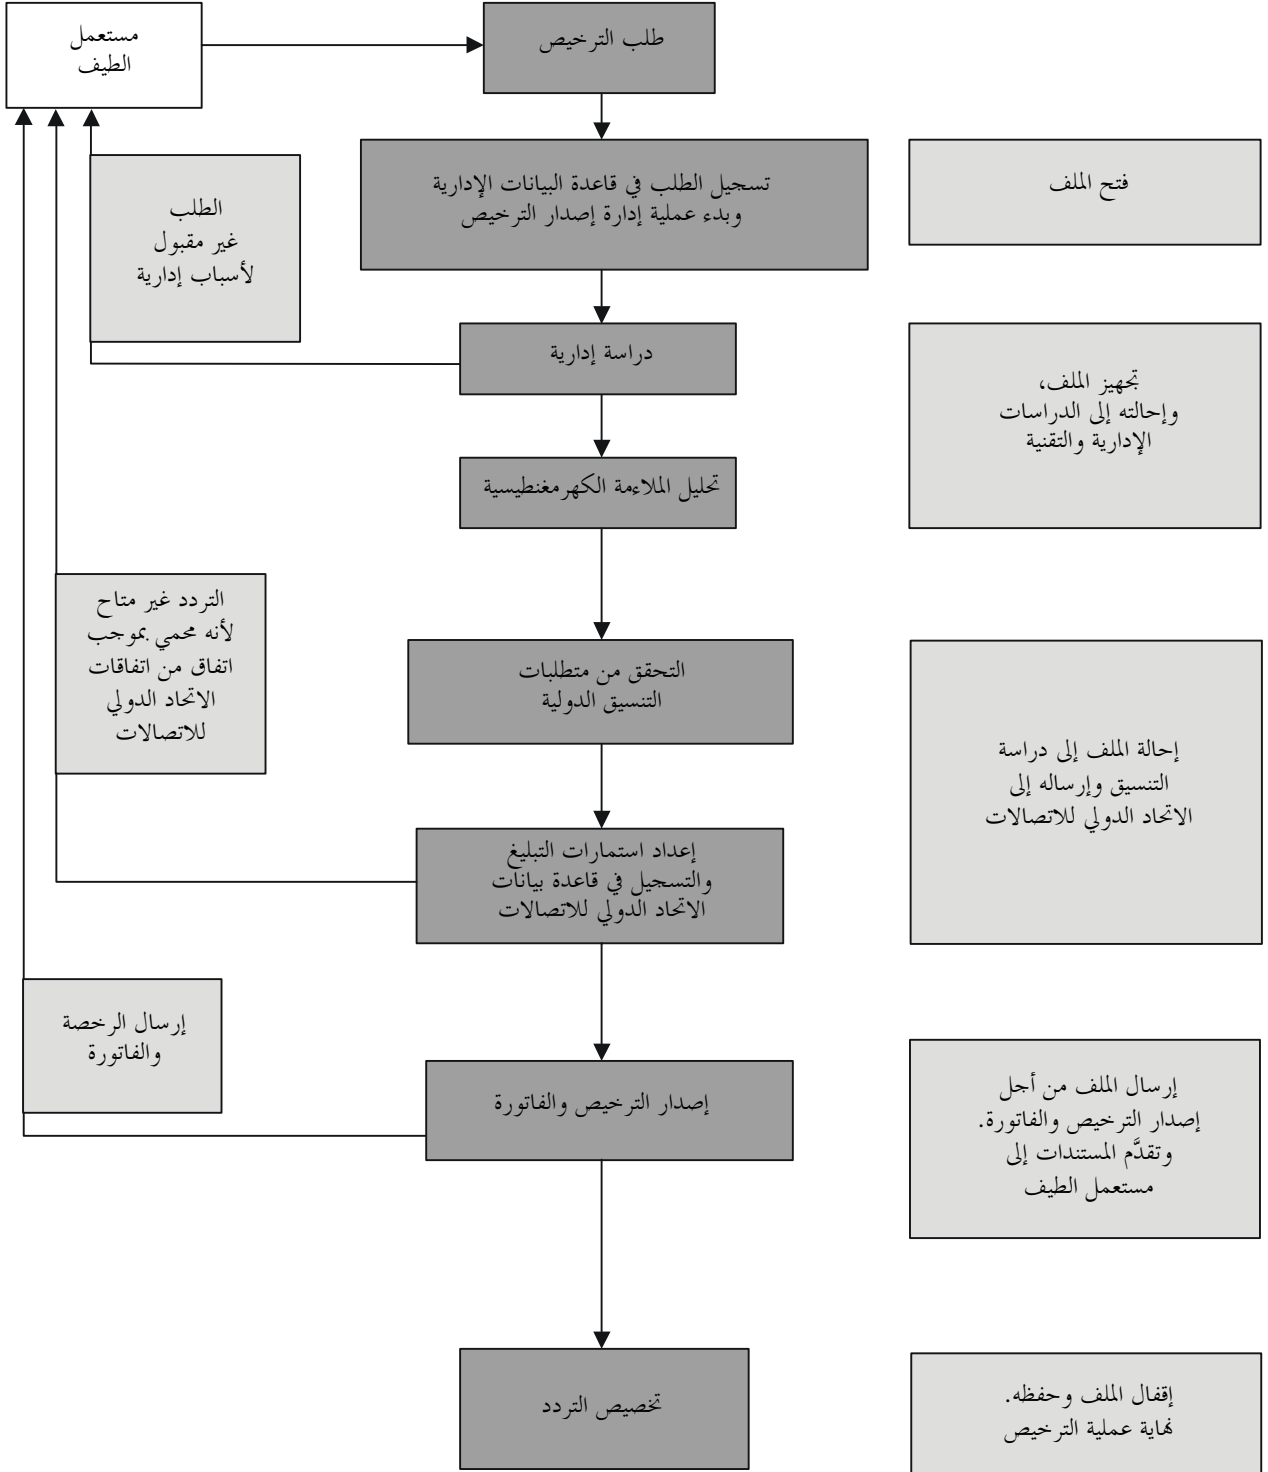 مستعمل
الطيف
طلب الترخيص
تسجيل الطلب في قاعدة البيانات الإدارية
وبدء عملية إدارة إصدار الترخيص
فتح الملف
الطلب
غير مقبول
لأسباب إدارية
دراسة إدارية
تجهيز الملف،
وإحالته إلى الدراسات
الإدارية والتقنية
تحليل الملاءمة الكهرمغنطيسية
التردد غير متاح
لأنه محمي بموجب
اتفاق من اتفاقات
الاتحاد الدولي
للاتصالات
التحقق من متطلبات
التنسيق الدولية
إحالة الملف إلى دراسة
التنسيق وإرساله إلى
الاتحاد الدولي للاتصالات
إعداد استمارات التبليغ
والتسجيل في قاعدة بيانات
الاتحاد الدولي للاتصالات
إرسال الرخصة
والفاتورة
إصدار الترخيص والفاتورة
إرسال الملف من أجل
إصدار الترخيص والفاتورة.
وتقدَّم المستندات إلى
مستعمل الطيف
تخصيص التردد
إقفال الملف وحفظه.
نهاية عملية الترخيص